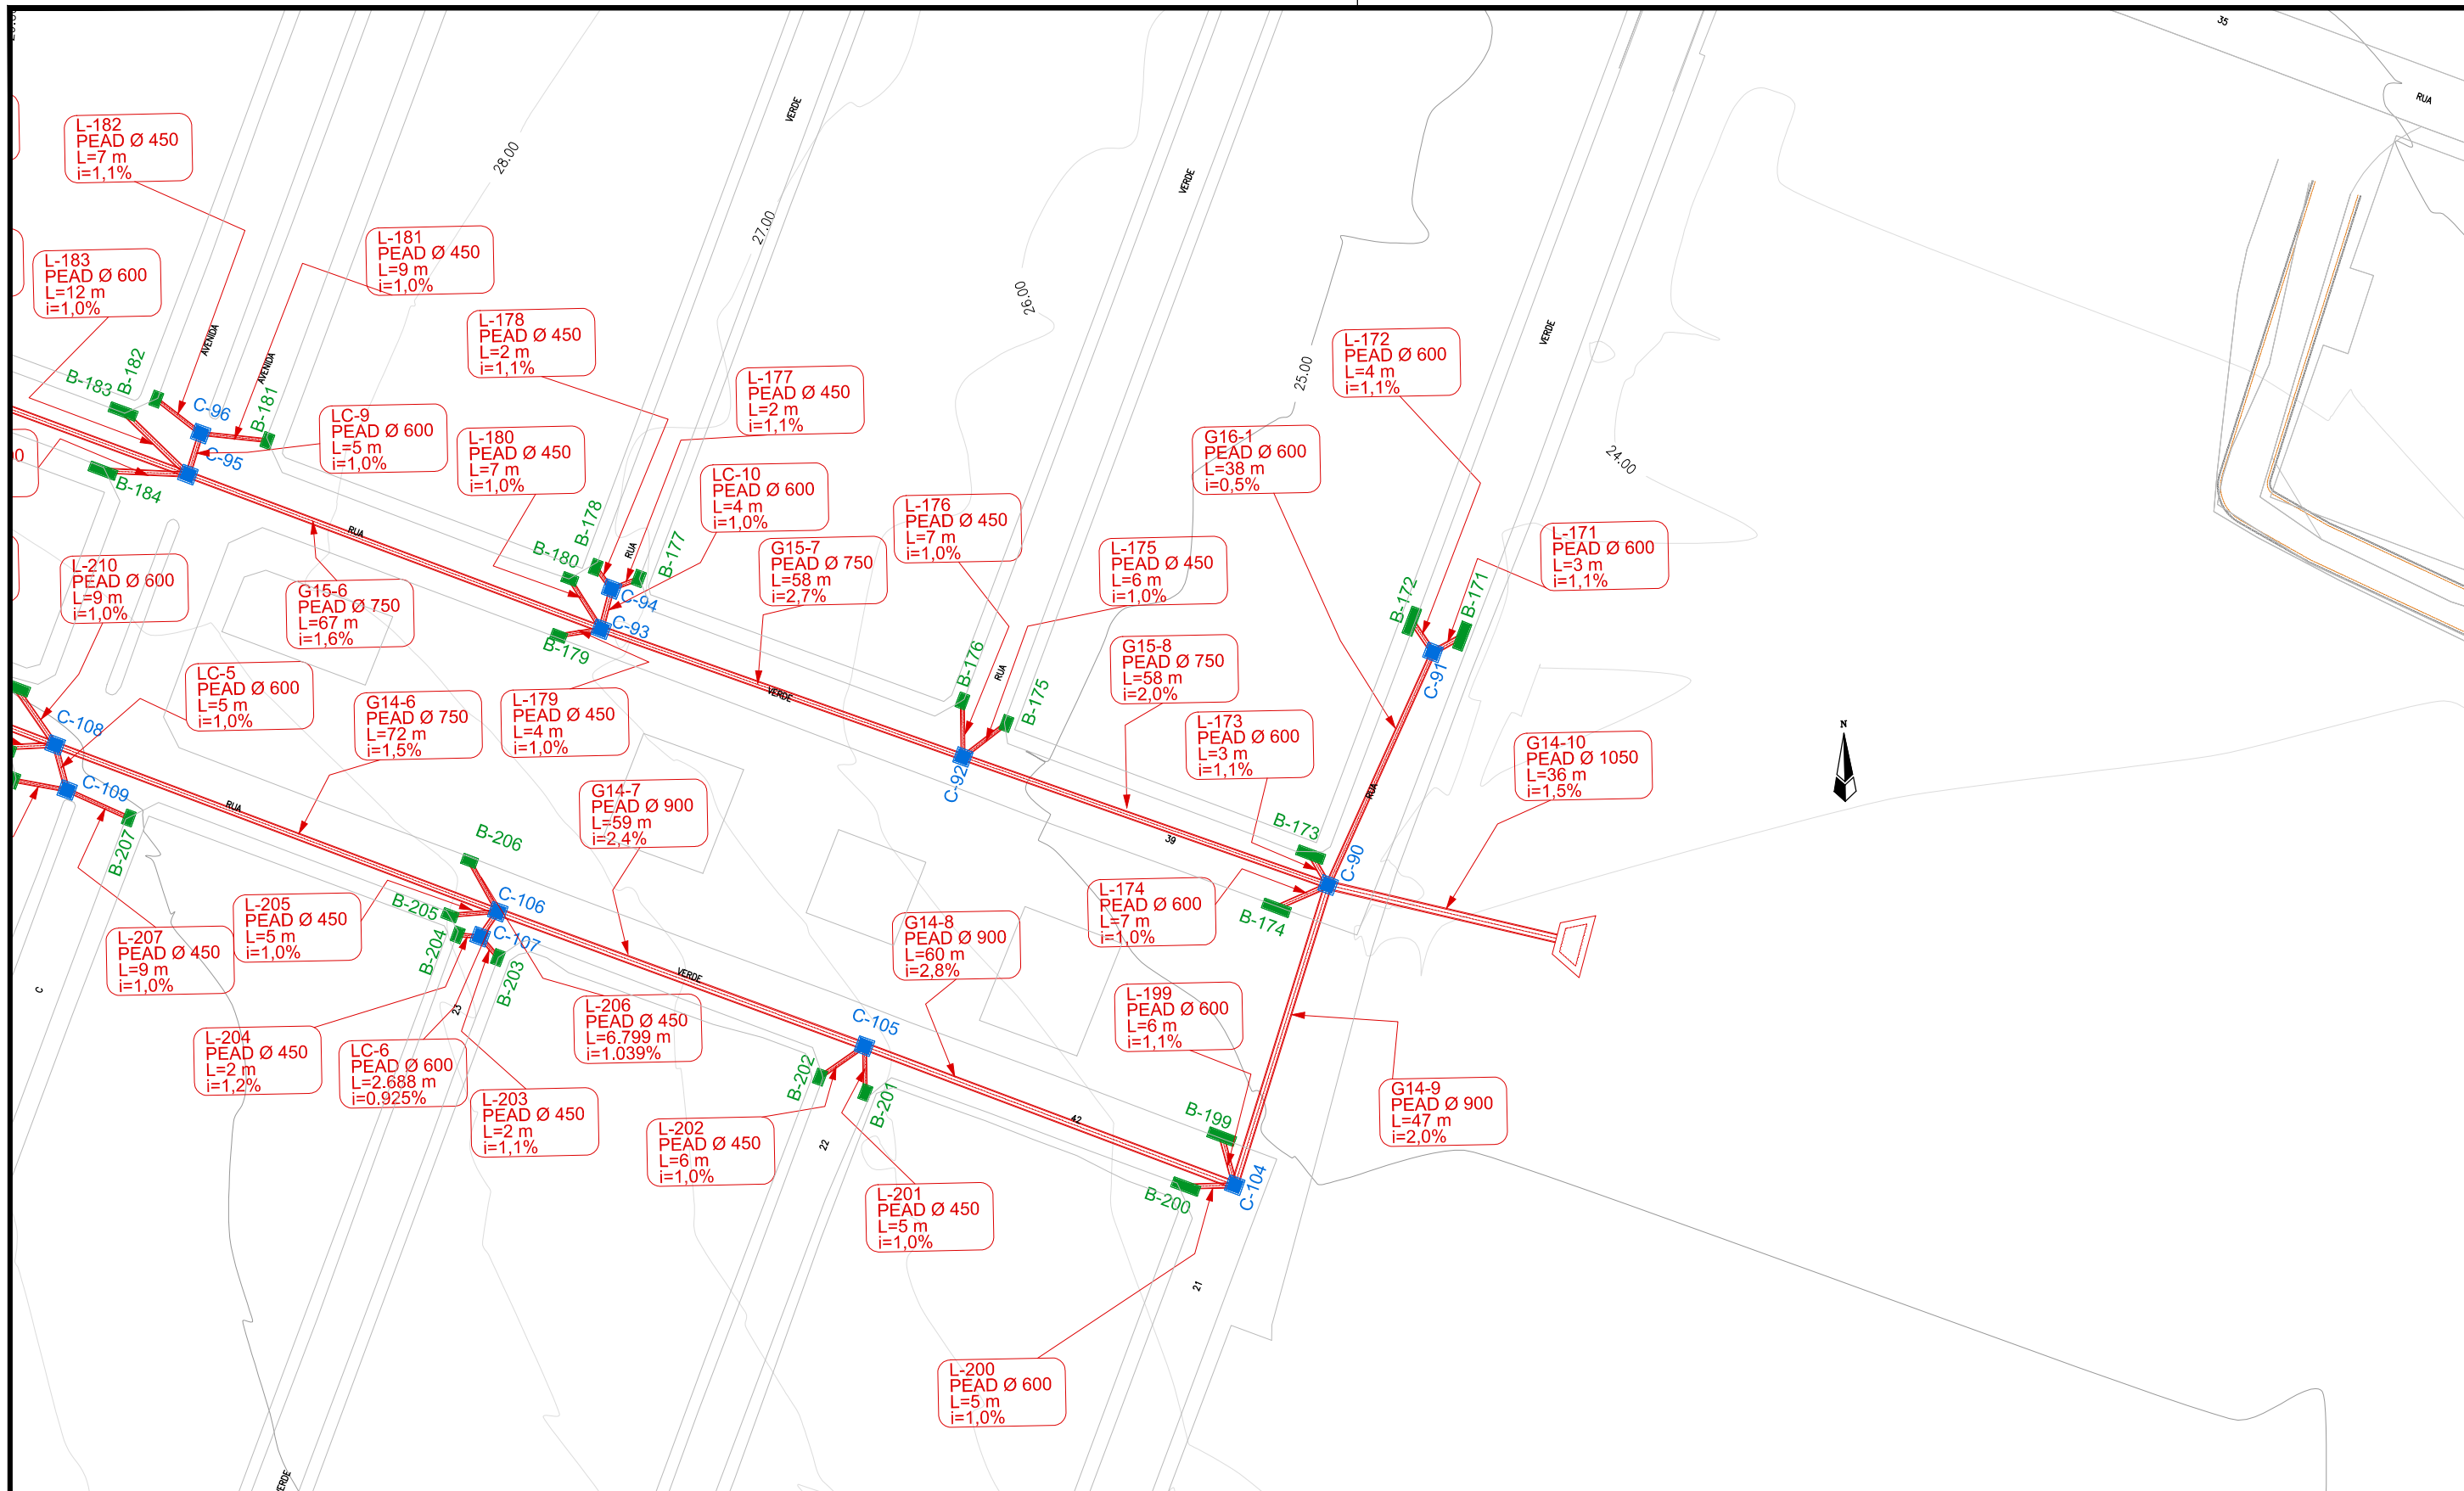 35
RUA
VERDE
VERDE
VERDE
28.00
27.00
26.00
25.00
24.00
L-182
PEAD Ø 450
L=7 m
i=1,1%
L-181
PEAD Ø 450
L=9 m
i=1,0%
L-183
PEAD Ø 600
L=12 m
i=1,0%
L-178
PEAD Ø 450
L=2 m
i=1,1%
L-177
PEAD Ø 450
L=2 m
i=1,1%
L-172
PEAD Ø 600
L=4 m
i=1,1%
AVENIDA
AVENIDA
B-183
B-182
C-96
B-181
C-95
B-184
LC-9
PEAD Ø 600
L=5 m
i=1,0%
L-180
PEAD Ø 450
L=7 m
i=1,0%
LC-10
PEAD Ø 600
L=4 m
i=1,0%
G16-1
PEAD Ø 600
L=38 m
i=0,5%
L-176
PEAD Ø 450
L=7 m
i=1,0%
L-175
PEAD Ø 450
L=6 m
i=1,0%
L-171
PEAD Ø 600
L=3 m
i=1,1%
RUA
B-180
B-178
RUA
B-177
C-94
C-93
B-179
G15-7
PEAD Ø 750
L=58 m
i=2,7%
L-210
PEAD Ø 600
L=9 m
i=1,0%
G15-6
PEAD Ø 750
L=67 m
i=1,6%
B-172
B-171
C-91
G15-8
PEAD Ø 750
L=58 m
i=2,0%
LC-5
PEAD Ø 600
L=5 m
i=1,0%
G14-6
PEAD Ø 750
L=72 m
i=1,5%
L-179
PEAD Ø 450
L=4 m
i=1,0%
VERDE
B-176
RUA
B-175
C-92
L-173
PEAD Ø 600
L=3 m
i=1,1%
G14-10
PEAD Ø 1050
L=36 m
i=1,5%
N
C-108
C-109
RUA
B-207
G14-7
PEAD Ø 900
L=59 m
i=2,4%
RUA
39
B-173
C-90
B-174
B-206
B-205
C-106
C-107
B-204
B-203
L-205
PEAD Ø 450
L=5 m
i=1,0%
L-207
PEAD Ø 450
L=9 m
i=1,0%
G14-8
PEAD Ø 900
L=60 m
i=2,8%
L-174
PEAD Ø 600
L=7 m
i=1,0%
C
23
VERDE
L-199
PEAD Ø 600
L=6 m
i=1,1%
L-206
PEAD Ø 450
L=6.799 m
i=1.039%
L-204
PEAD Ø 450
L=2 m
i=1,2%
LC-6
PEAD Ø 600
L=2.688 m
i=0.925%
L-203
PEAD Ø 450
L=2 m
i=1,1%
C-105
B-202
B-201
G14-9
PEAD Ø 900
L=47 m
i=2,0%
L-202
PEAD Ø 450
L=6 m
i=1,0%
22
42
B-199
B-200
C-104
L-201
PEAD Ø 450
L=5 m
i=1,0%
21
L-200
PEAD Ø 600
L=5 m
i=1,0%